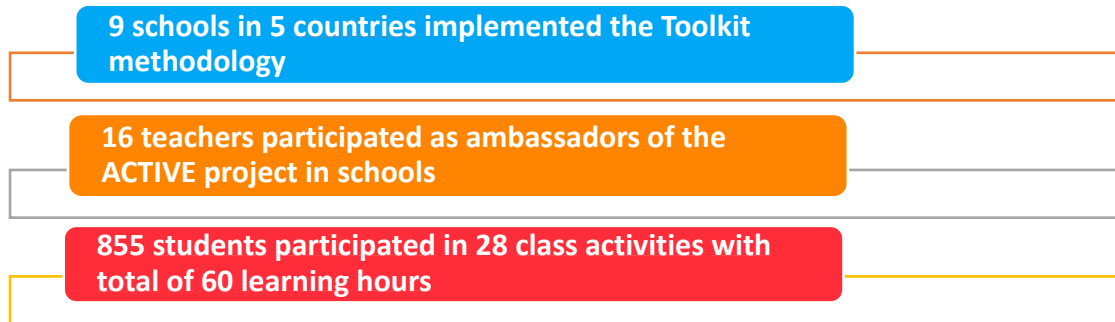 9 schools in 5 countries implemented the Toolkit
methodology
16 teachers participated as ambassadors of the
ACTIVE project in schools
855 students participated in 28 class activities with
total of 60 learning hours